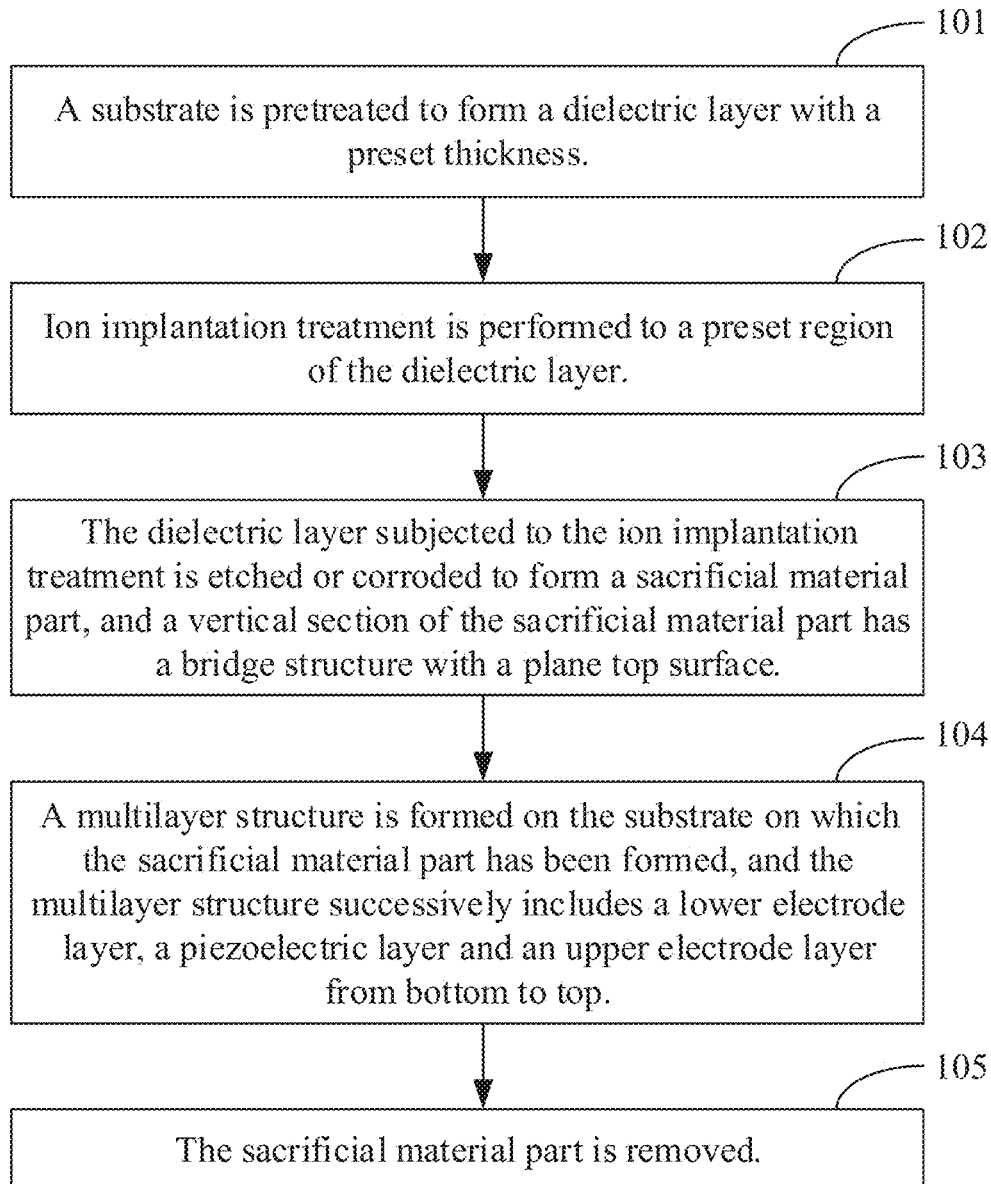 101
A substrate is pretreated to form a dielectric layer with a
preset thickness.
102
Ion implantation treatment is performed to a preset region
of the dielectric layer.
103
The dielectric layer subjected to the ion implantation
treatment is etched or corroded to form a sacrificial material
part, and a vertical section of the sacrificial material part has
a bridge structure with a plane top surface.
104
A multilayer structure is formed on the substrate on which
the sacrificial material part has been formed, and the
multilayer structure successively includes a lower electrode
layer, a piezoelectric layer and an upper electrode layer
from bottom to top.
105
The sacrificial material part is removed.